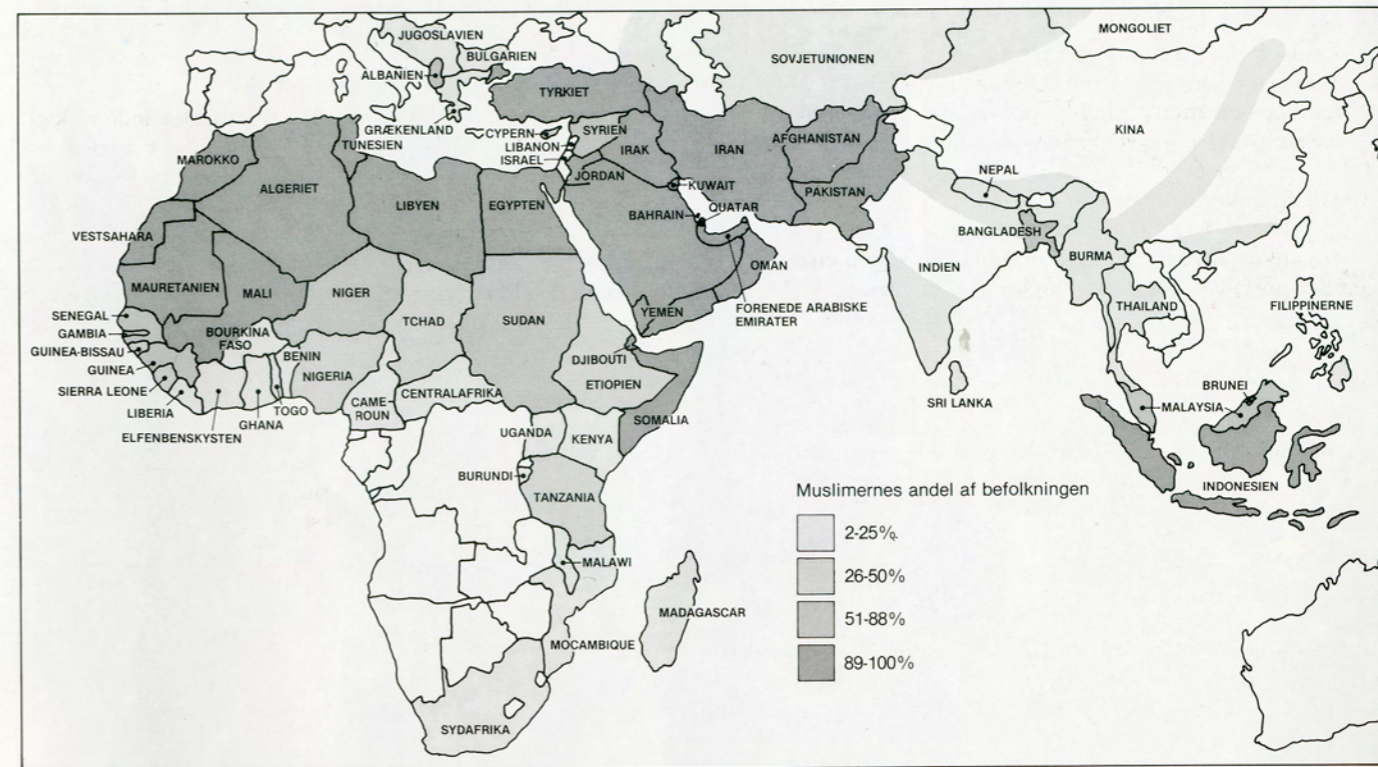 JUGOSLAVIEN
MONGOLIET
BULGARIEN
SOVJETUNIONEN
ALBANIEN
TYRKIET
GRÆKENLAND
CYPERN
SYRIEN
KINA
TUNESIEN
LIBANON
IRAK
IRAN
AFGHANISTAN
MAROKKO
ISRAEL
JORDAN
NEPAL
ALGERIET
KUWAIT
PAKISTAN
LIBYEN
EGYPTEN
BAHRAIN
QUATAR
BANGLADESH
VESTSAHARA
BURMA
OMAN
INDIEN
MAURETANIEN
MALI
NIGER
THAILAND
FILIPPINERNE
SENEGAL
YEMEN
FORENEDE ARABISKE
EMIRATER
GAMBIA
TCHAD
SUDAN
BOURKINA
FASO
GUINEA-BISSAU
BENIN
DJIBOUTI
GUINEA
NIGERIA
ETIOPIEN
SIERRA LEONE
BRUNEI
CENTRALAFRIKA
CAME
ROUN
SRI LANKA
MALAYSIA
LIBERIA
TOGO
GHANA
SOMALIA
ELFENBENSKYSTEN
UGANDA
KENYA
BURUNDI
INDONESIEN
TANZANIA
Muslimernes andel af befolkningen
2-25%
MALAWI
26-50%
MADAGASCAR
51-88%
MOCAMBIQUE
89-100%
SYDAFRIKA